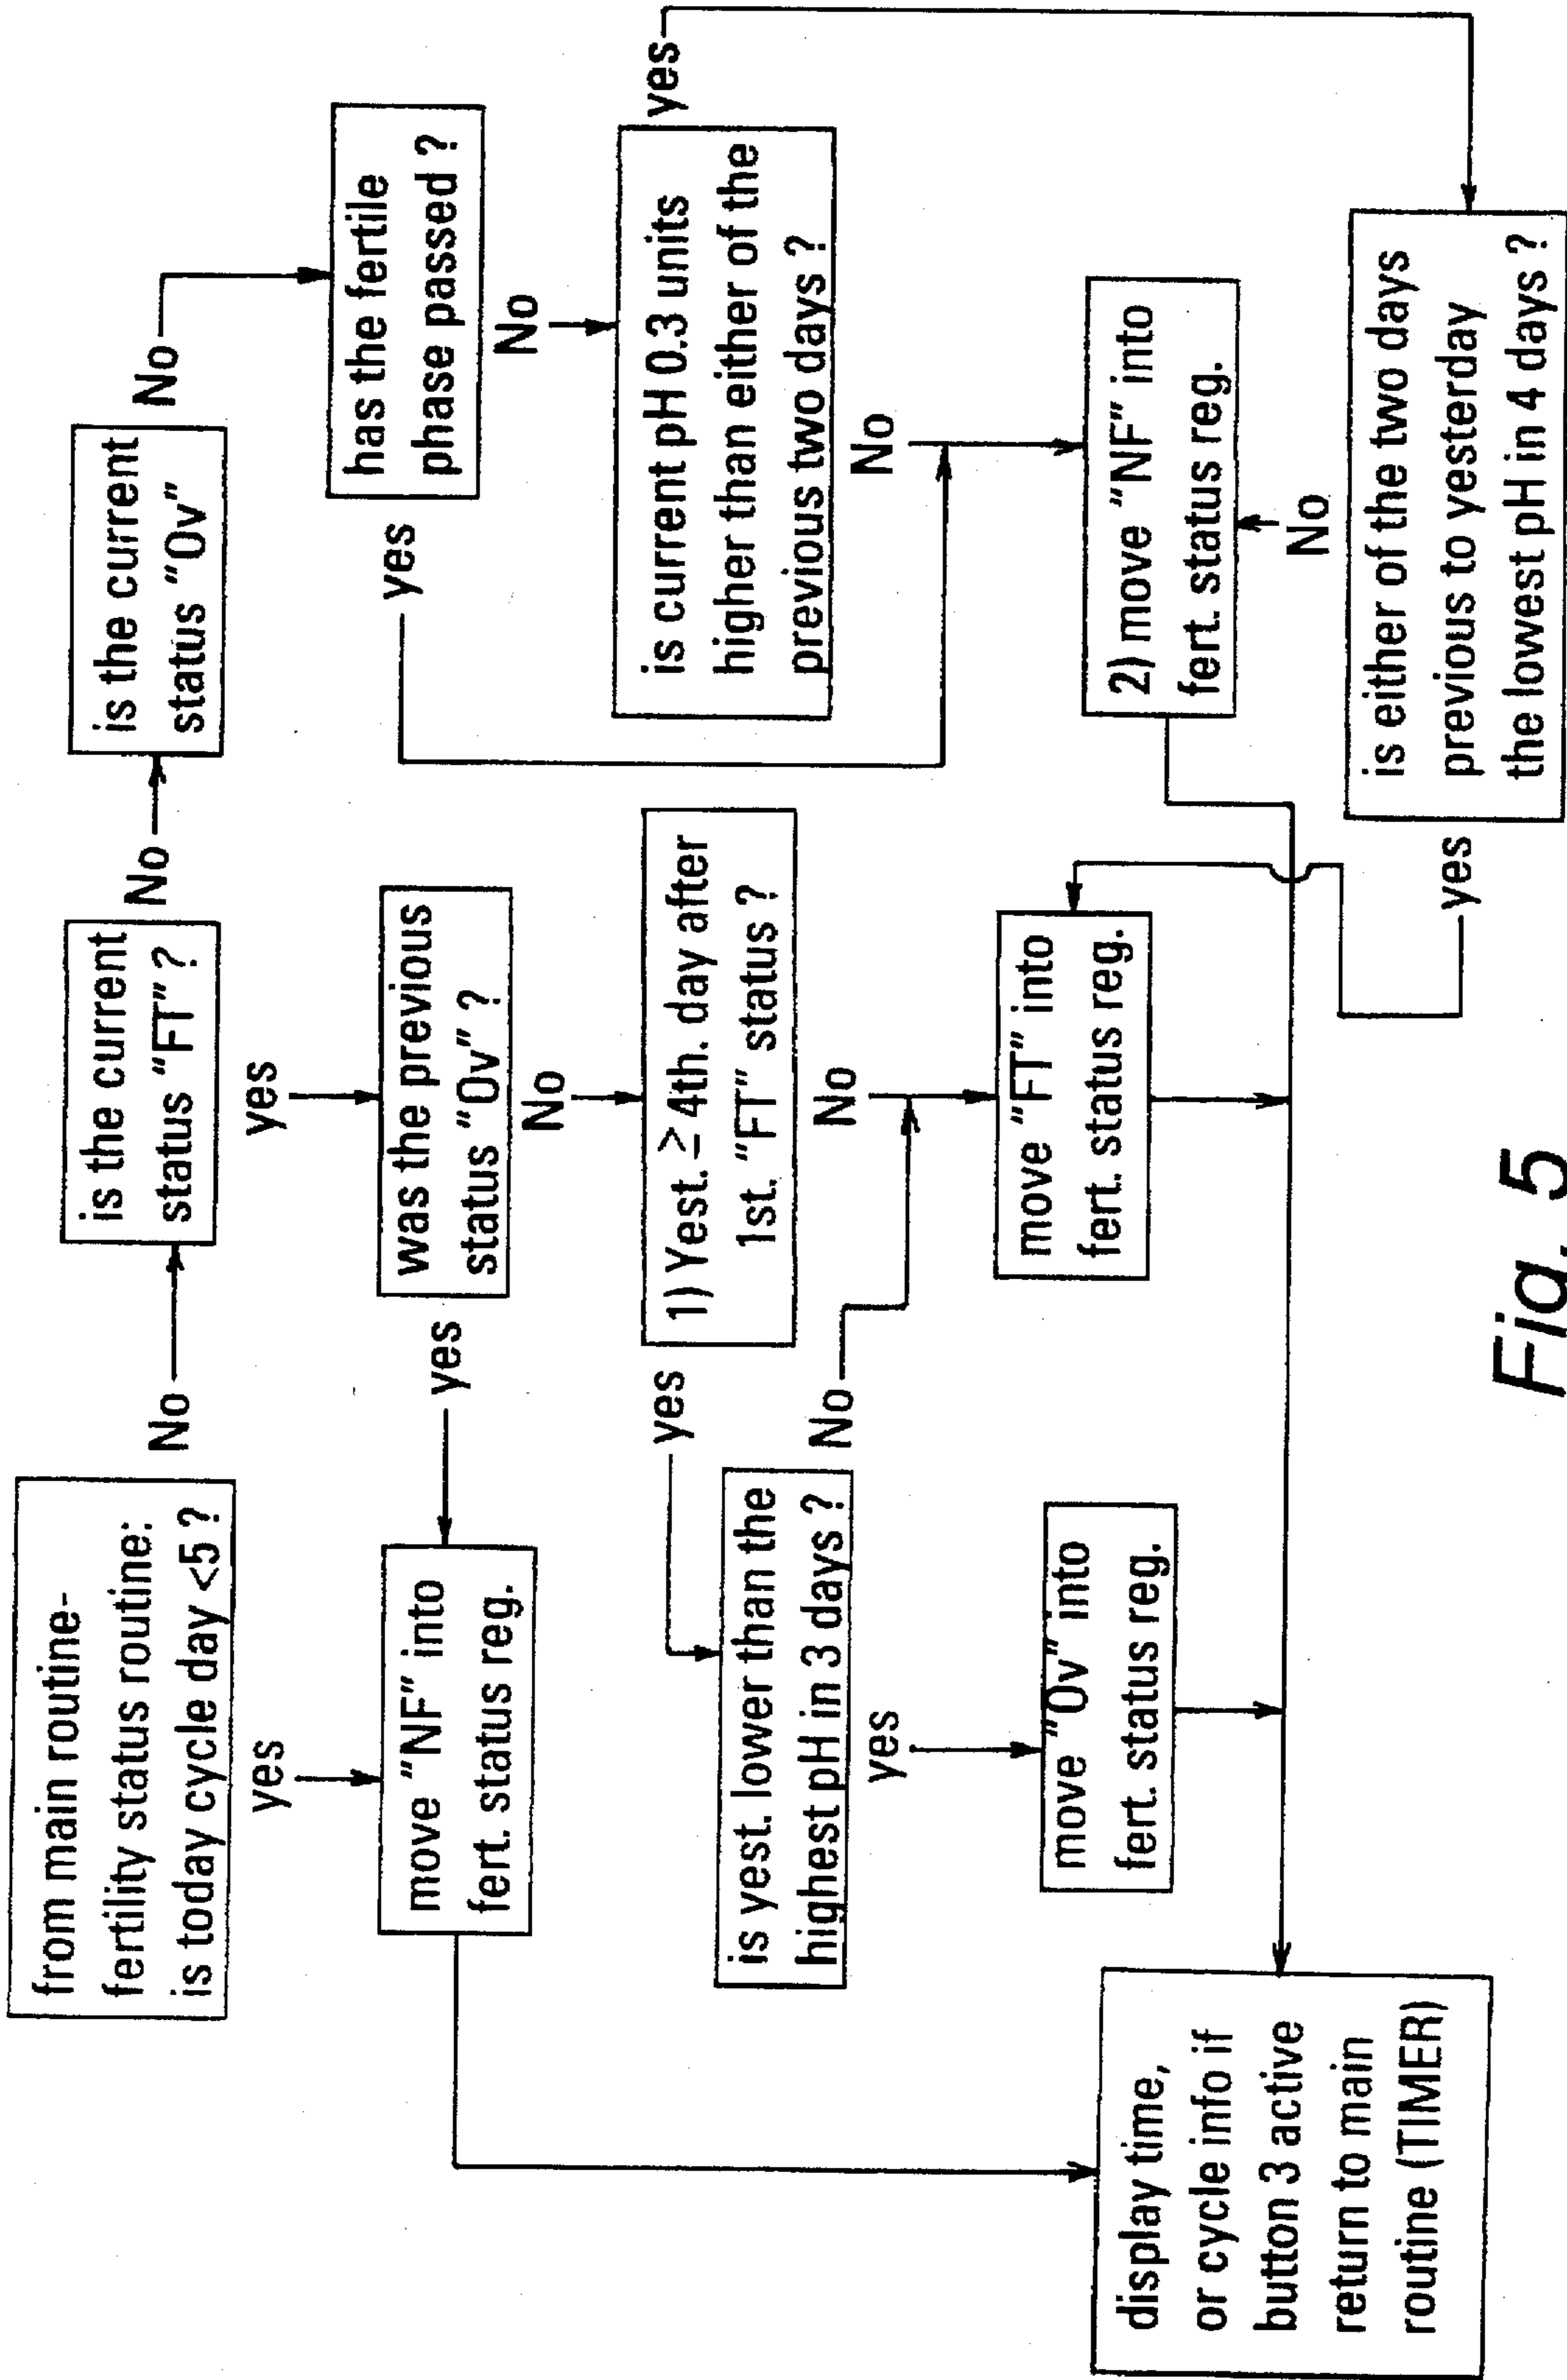 from main routine-
fertility status routine:
is today cycle day <5 ?
No
is the current
status "FT" ?
No
is the current
status "Ov"
No
yes
yes
has the fertile
phase passed ?
move "NF" into
fert. status reg.
yes
was the previous
status "Ov" ?
yes
No
No
is current pH 0.3 units
higher than either of the
previous two days ?
yes
1) Yest. ≥ 4th. day after
1st. "FT" status ?
yes
No
No
is yest. lower than the
highest pH in 3 days ?
No
yes
move "Ov" into
fert. status reg.
move "FT" into
fert. status reg.
2) move "NF" into
fert. status reg.
No
is either of the two days
previous to yesterday
the lowest pH in 4 days ?
yes
display time,
or cycle info if
button 3 active
return to main
routine (TIMER)
Fig. 5